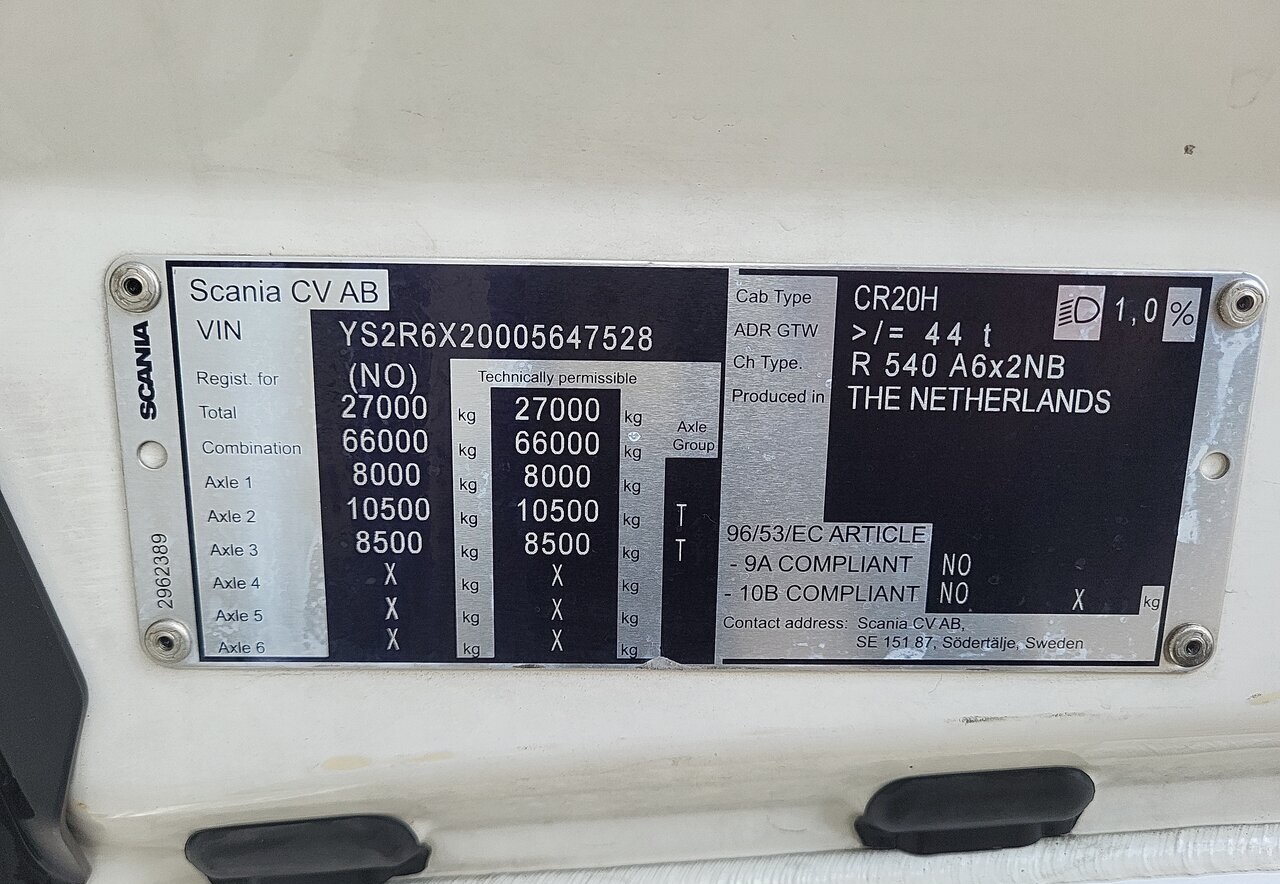 Scania CV AB
VIN YS2R6X20005647528
Regist. for (NO) Technically permissible
Total 27000 kg 27000 kg
Combination 66000 kg 66000 kg Axle Group
Axle 1 8000 kg 8000 kg
Axle 2 10500 kg 10500 kg T
Axle 3 8500 kg 8500 kg T
Axle 4 X kg X kg
Axle 5 X kg X kg
Axle 6 X kg X kg
SCANIA
2962389
Cab Type CR20H 1,0 %
ADR GTW >/= 44 t
Ch Type. R 540 A6x2NB
Produced in THE NETHERLANDS
96/53/EC ARTICLE
- 9A COMPLIANT NO
- 10B COMPLIANT NO X kg
Contact address: Scania CV AB,
SE 151 87, Södertälje, Sweden